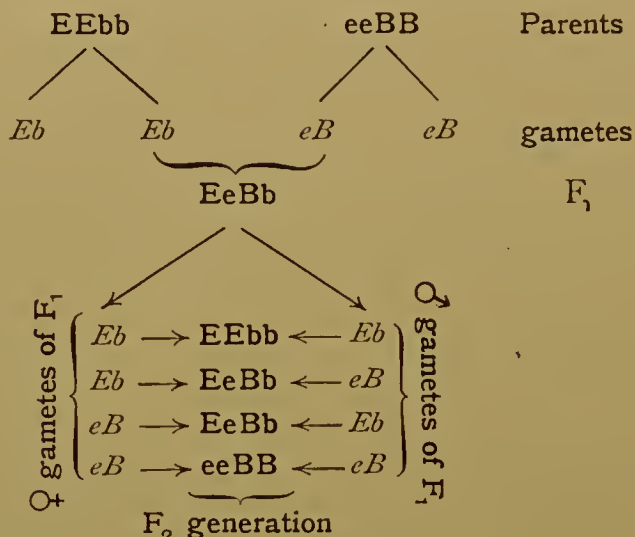 EEbb eeBB Parents
Eb Eb eB eB gametes
EeBb F₁
♀ gametes of F₁
♂ gametes of F₁
Eb → EEbb ← Eb
Eb → EeBb ← eB
eB → EeBb ← Eb
eB → eeBB ← eB
F₂ generation